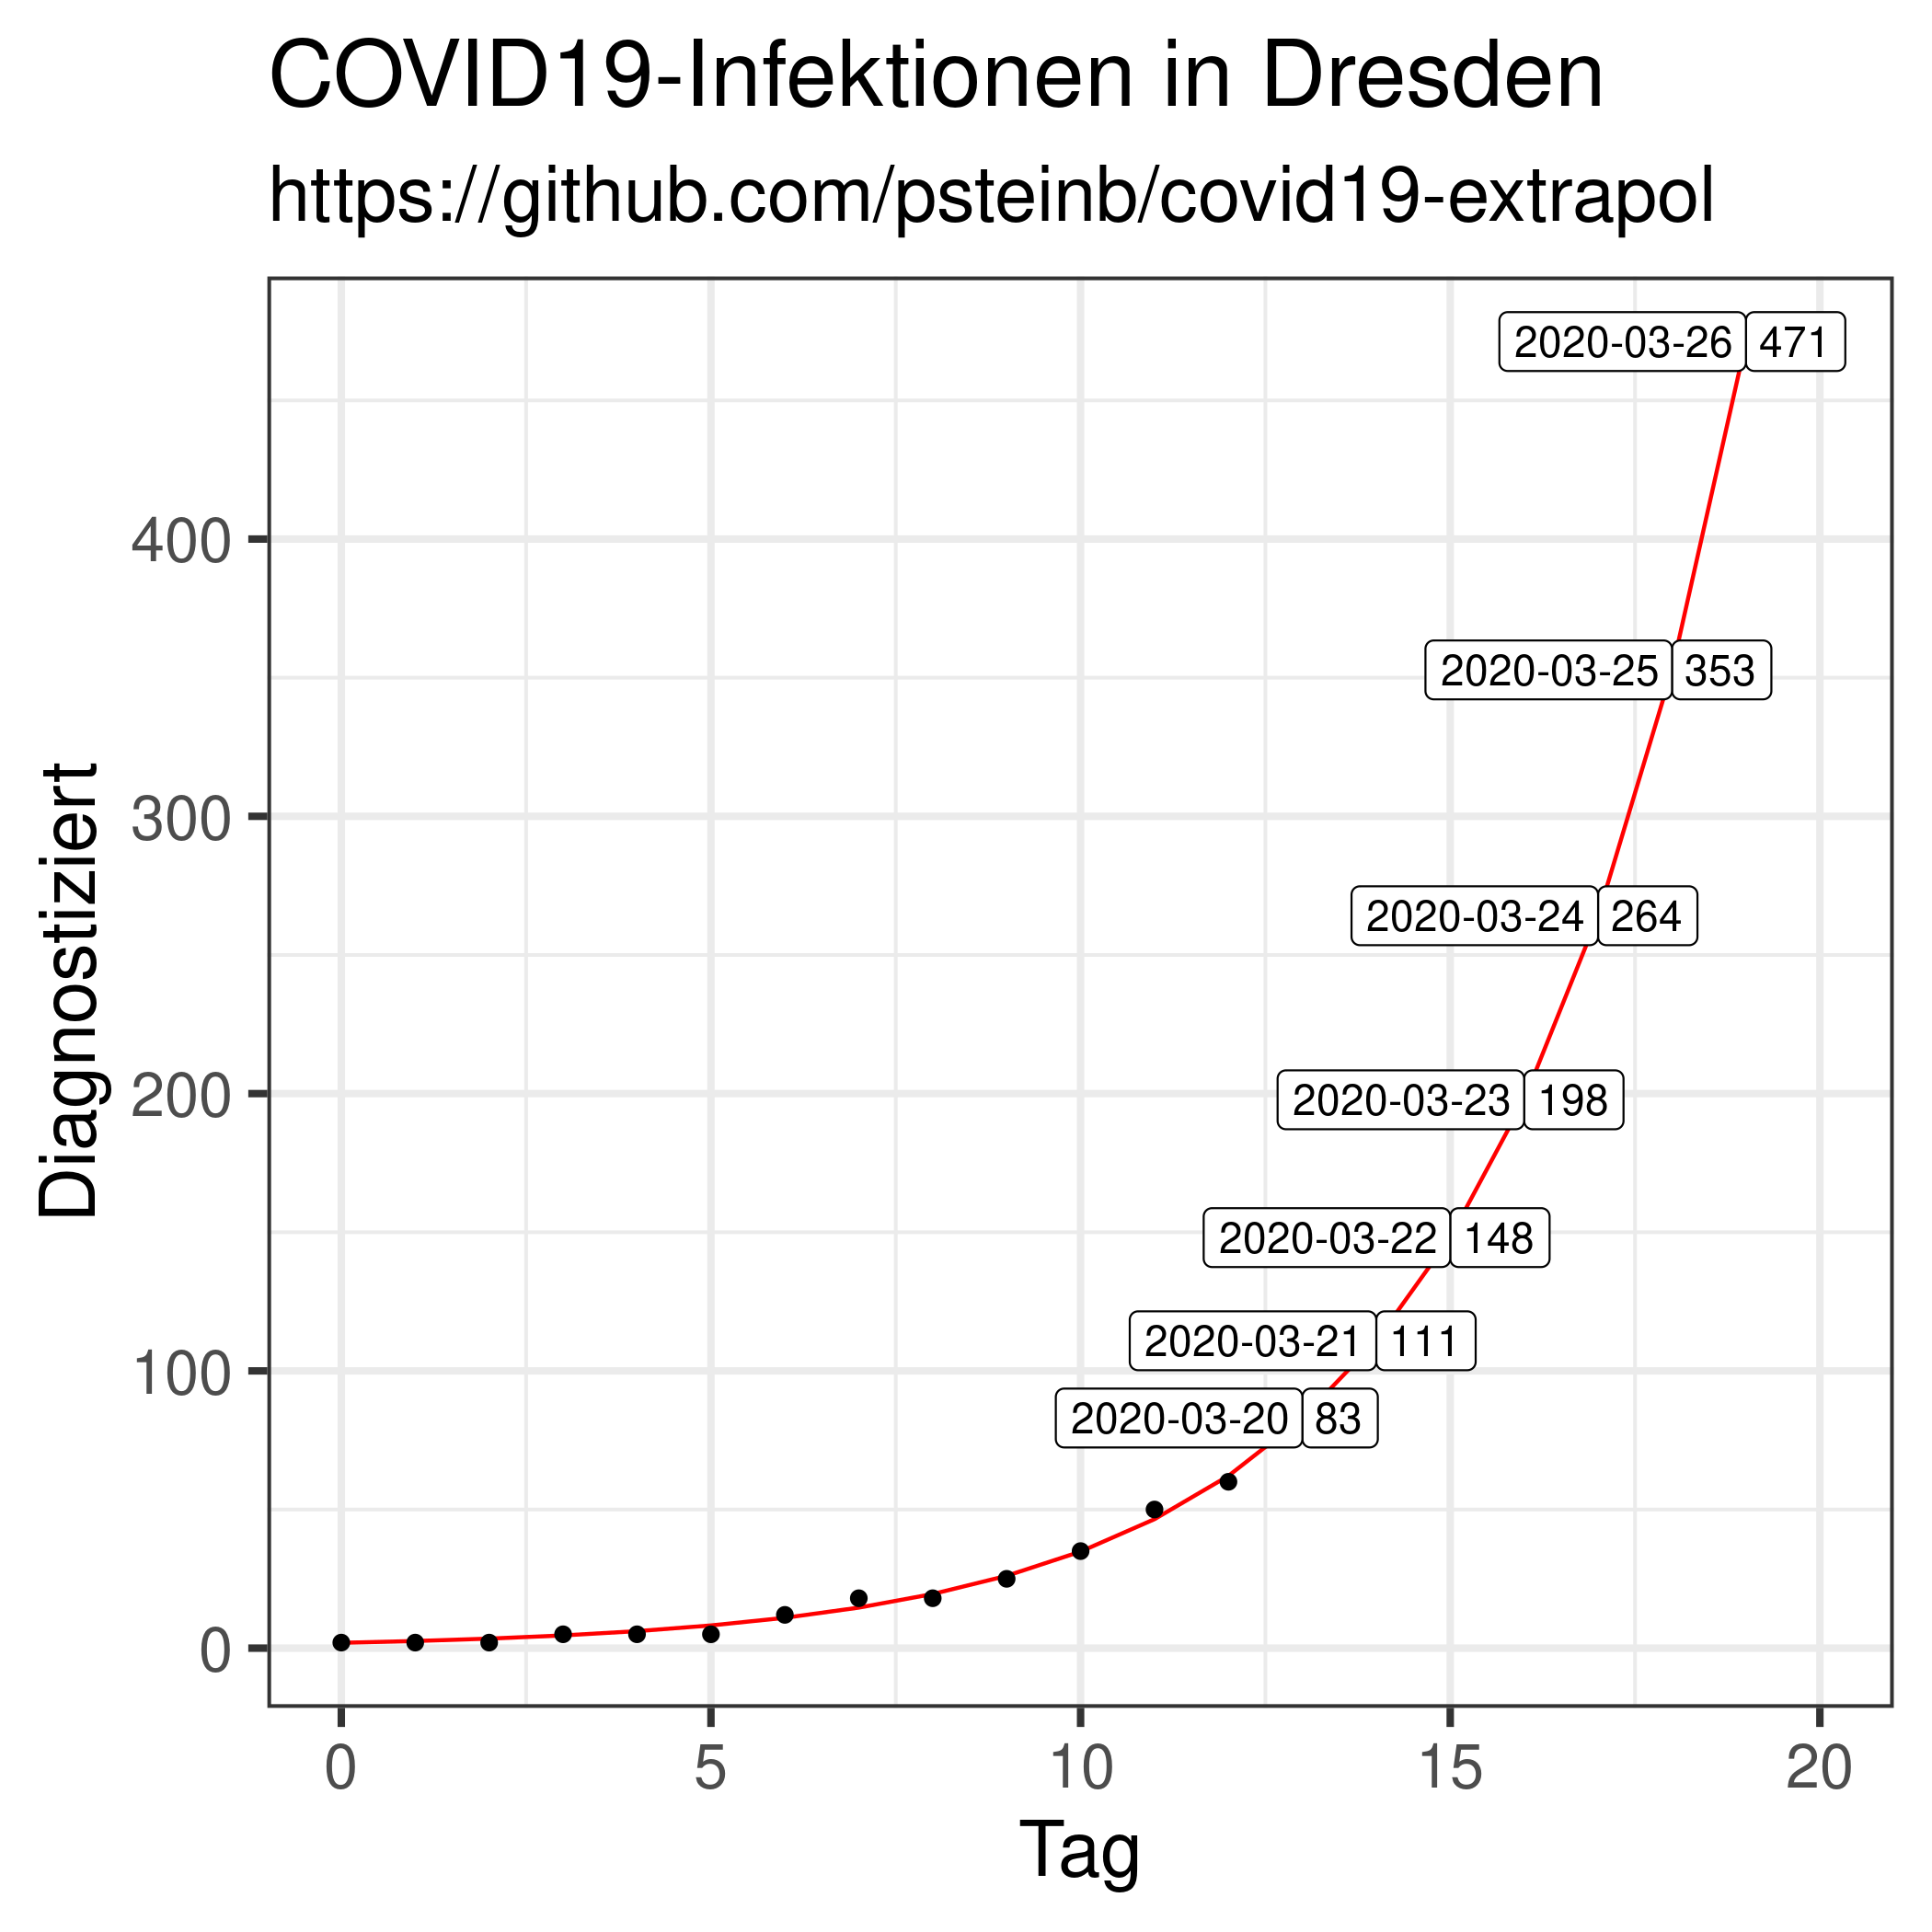 COVID19-Infektionen in Dresden
https://github.com/psteinb/covid19-extrapol
2020-03-26 471
2020-03-25 353
2020-03-24 264
2020-03-23 198
2020-03-22 148
2020-03-21 111
2020-03-20 83
400
300
200
100
0
Diagnostiziert
0 5 10 15 20
Tag